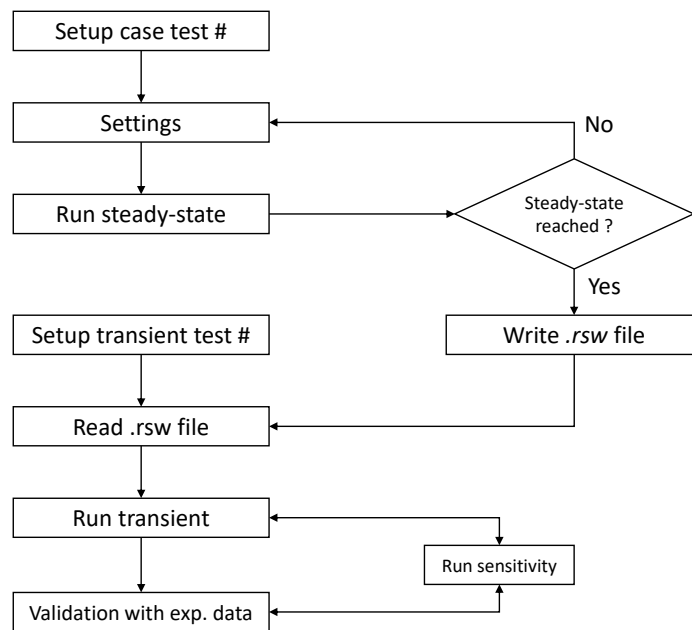 Setup case test #
Settings
No
Run steady-state
Steady-state
reached ?
Yes
Setup transient test #
Write .rsw file
Read .rsw file
Run transient
Run sensitivity
Validation with exp. data